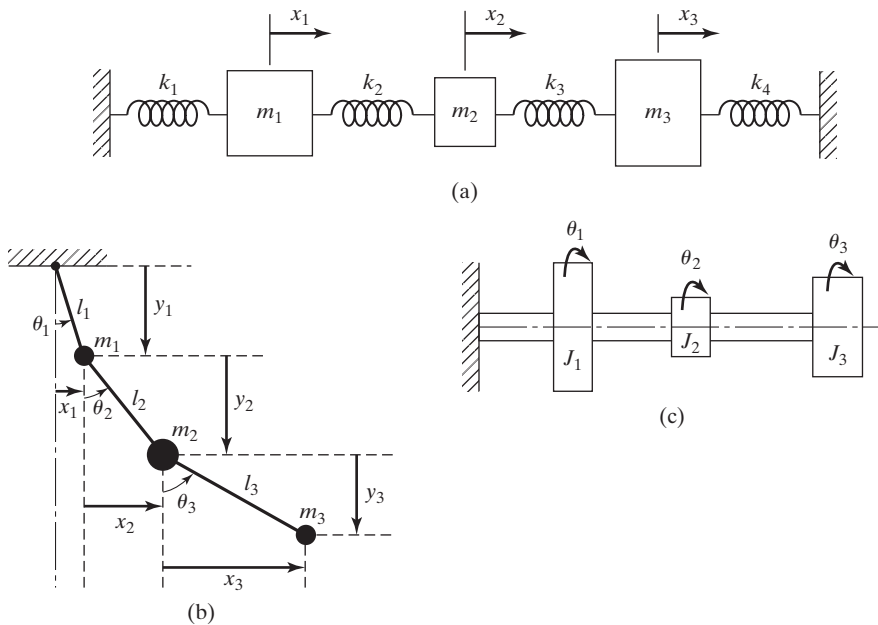 x1 x2 x3
k1 k2 k3 k4
m1 m2 m3
(a)
θ1 l1 y1
m1
x1 θ2 l2 y2
m2
θ3 l3 y3
x2 m3
x3
(b)
θ1 θ2 θ3
J1 J2 J3
(c)